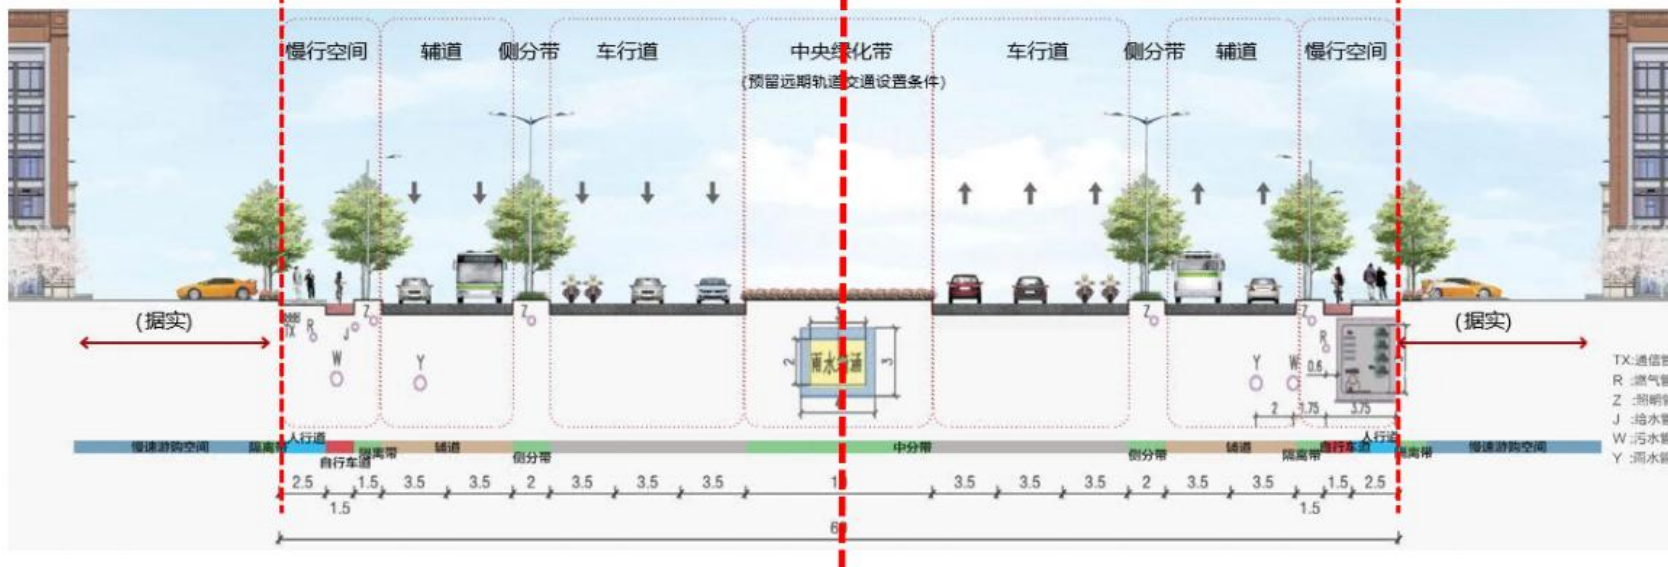 慢行空间 辅道 侧分带 车行道 中央绿化带 车行道 侧分带 辅道 慢行空间
(预留远期轨道交通设置条件)
(据实) (据实)
TX R J Z Z Z Z R
W Y Y W
2 3 0.6
2 1.75 3.75
TX:通信管
R :燃气管
Z :照明管
J :给水管
W :污水管
Y :雨水管
慢速游购空间 隔离带 人行道 自行车道 隔离带 辅道 侧分带 中分带 侧分带 辅道 隔离带 自行车道 人行道 隔离带 慢速游购空间
2.5 1.5 3.5 3.5 2 3.5 3.5 3.5 3.5 3.5 3.5 2 3.5 3.5 1.5 2.5
1.5 1.5